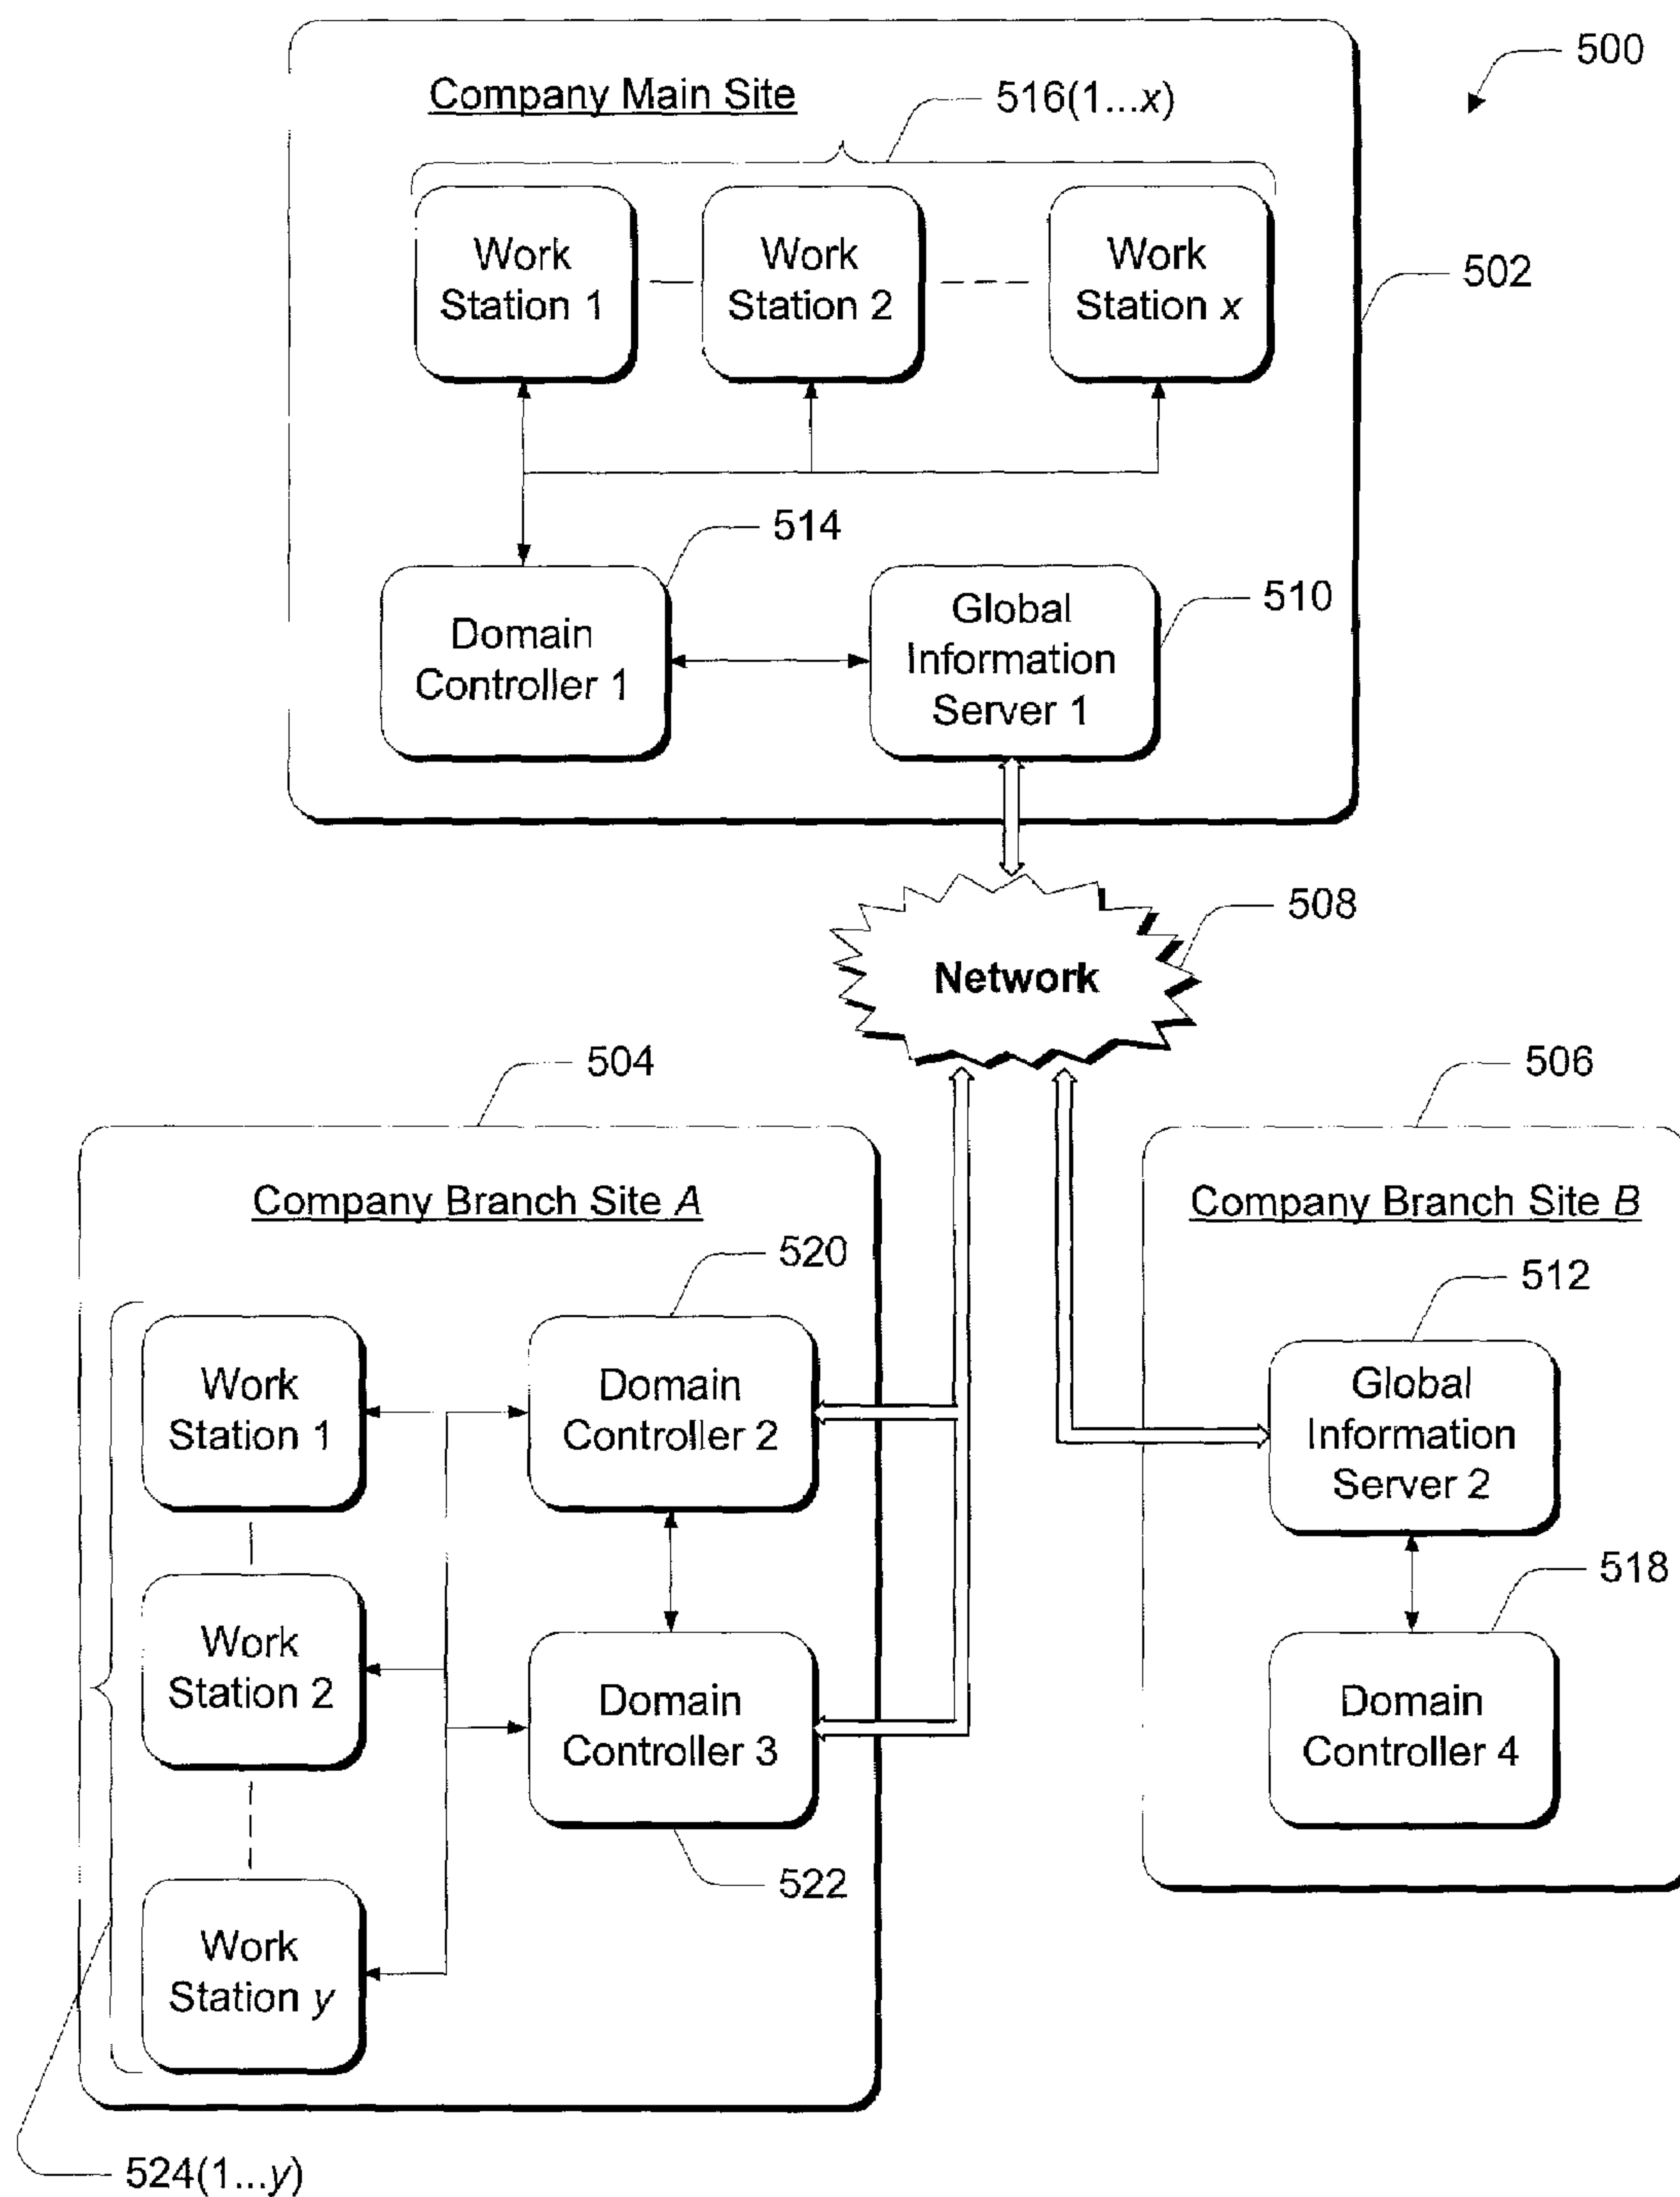 500
Company Main Site
516(1...x)
Work
Station 1
Work
Station 2
Work
Station x
502
514
Domain
Controller 1
Global
Information
Server 1
510
508
Network
504
506
Company Branch Site A
520
Work
Station 1
Domain
Controller 2
Work
Station 2
Domain
Controller 3
522
Work
Station y
524(1...y)
Company Branch Site B
512
Global
Information
Server 2
518
Domain
Controller 4